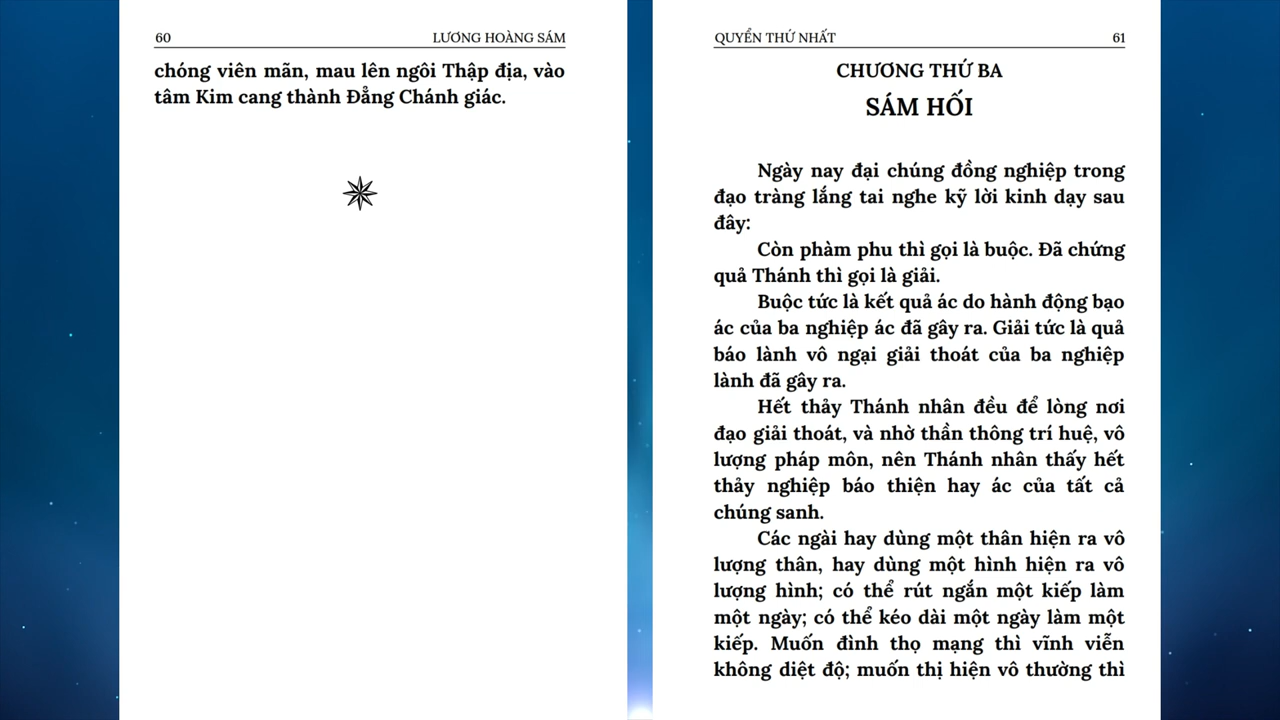 60
LƯƠNG HOÀNG SÁM
chóng viên mãn, mau lên ngôi Thập địa, vào
tâm Kim cang thành Đẳng Chánh giác.
QUYỂN THỨ NHẤT
61
CHƯƠNG THỨ BA
SÁM HỐI
Ngày nay đại chúng đồng nghiệp trong
đạo tràng lắng tai nghe kỹ lời kinh dạy sau
đây:
Còn phàm phu thì gọi là buộc. Đã chứng
quả Thánh thì gọi là giải.
Buộc tức là kết quả ác do hành động bạo
ác của ba nghiệp ác đã gây ra. Giải tức là quả
báo lành vô ngại giải thoát của ba nghiệp
lành đã gây ra.
Hết thảy Thánh nhân đều để lòng nơi
đạo giải thoát, và nhờ thần thông trí huệ, vô
lượng pháp môn, nên Thánh nhân thấy hết
thảy nghiệp báo thiện hay ác của tất cả
chúng sanh.
Các ngài hay dùng một thân hiện ra vô
lượng thân, hay dùng một hình hiện ra vô
lượng hình; có thể rút ngắn một kiếp làm
một ngày; có thể kéo dài một ngày làm một
kiếp. Muốn đình thọ mạng thì vĩnh viễn
không diệt độ; muốn thị hiện vô thường thì